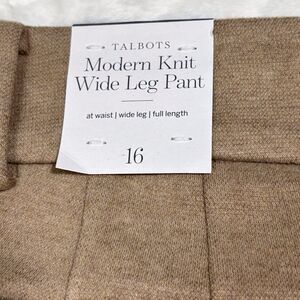 TALBOTS
Modern Knit
Wide Leg Pant
at waist | wide leg | full length
16